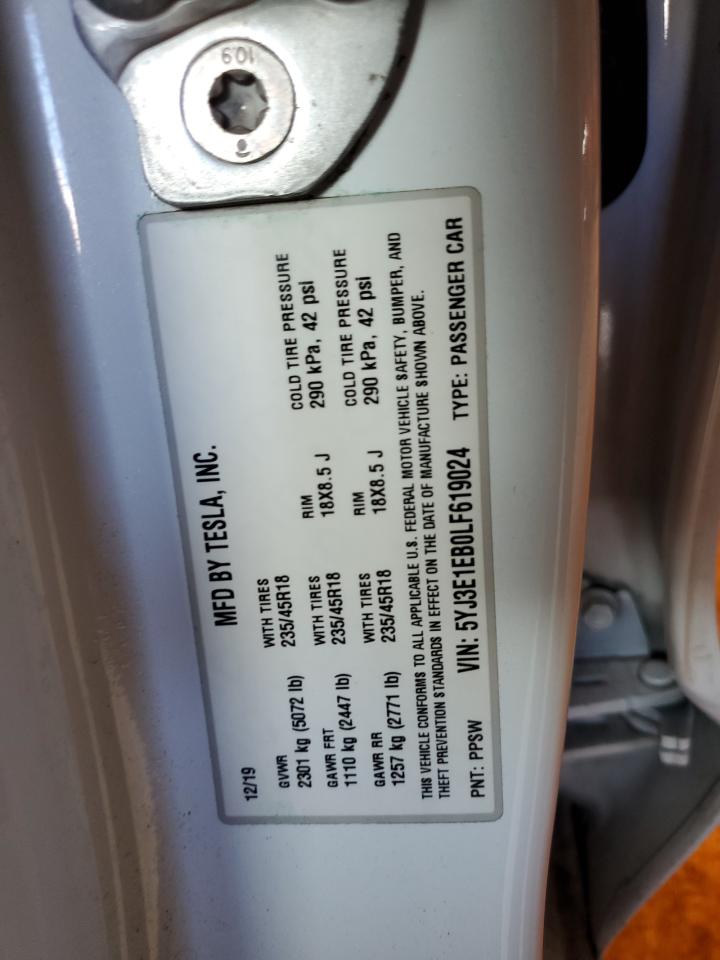 10.9
MFD BY TESLA, INC.
12/19
GVWR WITH TIRES
2301 kg (5072 lb) 235/45R18
GAWR FRT WITH TIRES RIM COLD TIRE PRESSURE
1110 kg (2447 lb) 235/45R18 18X8.5 J 290 kPa, 42 psi
GAWR RR WITH TIRES RIM COLD TIRE PRESSURE
1257 kg (2771 lb) 235/45R18 18X8.5 J 290 kPa, 42 psi
THIS VEHICLE CONFORMS TO ALL APPLICABLE U.S. FEDERAL MOTOR VEHICLE SAFETY, BUMPER, AND
THEFT PREVENTION STANDARDS IN EFFECT ON THE DATE OF MANUFACTURE SHOWN ABOVE.
PNT: PPSW VIN: 5YJ3E1EB0LF619024 TYPE: PASSENGER CAR